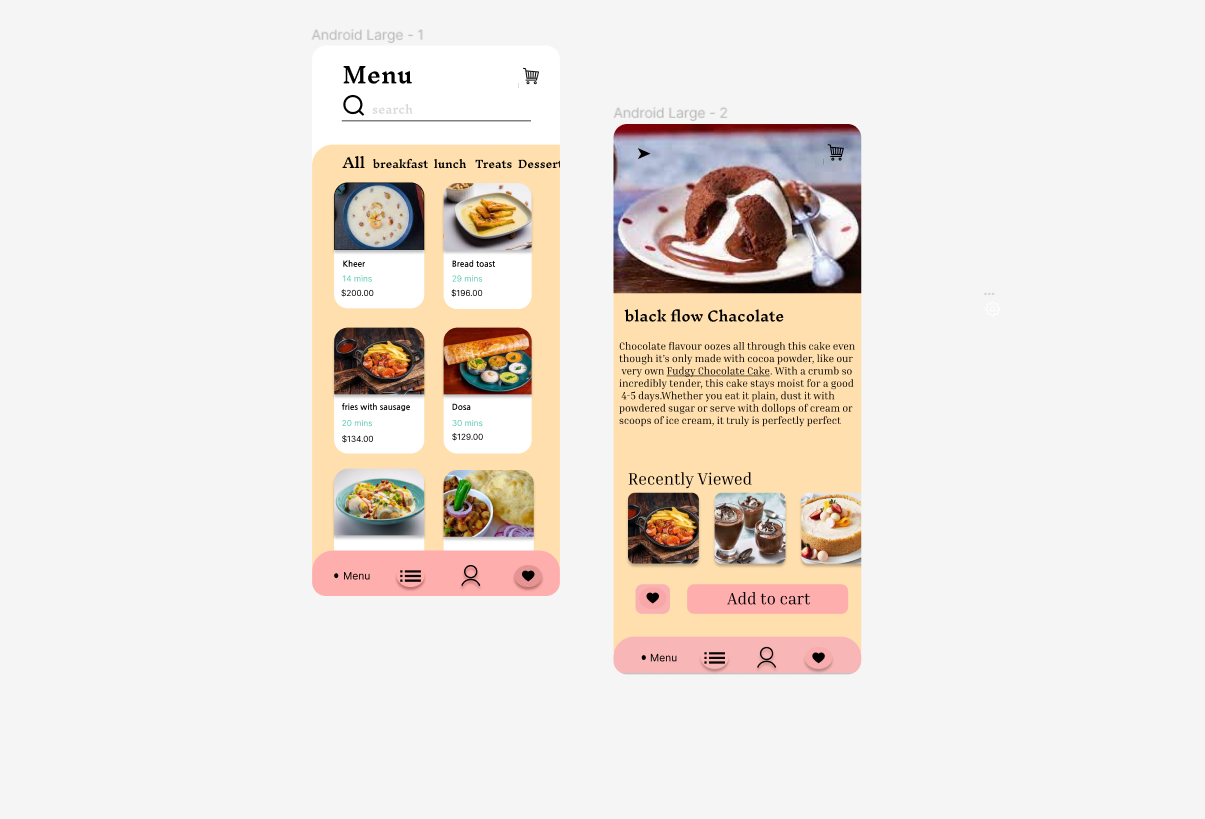 Android Large - 1
Menu
search
All breakfast lunch Treats Dessert
Kheer
14 mins
$200.00
Bread toast
29 mins
$196.00
fries with sausage
20 mins
$134.00
Dosa
30 mins
$129.00
• Menu
Android Large - 2
black flow Chacolate
Chocolate flavour oozes all through this cake even
though it's only made with cocoa powder, like our
very own Fudgy Chocolate Cake. With a crumb so
incredibly tender, this cake stays moist for a good
4-5 days.Whether you eat it plain, dust it with
powdered sugar or serve with dollops of cream or
scoops of ice cream, it truly is perfectly perfect
Recently Viewed
Add to cart
• Menu